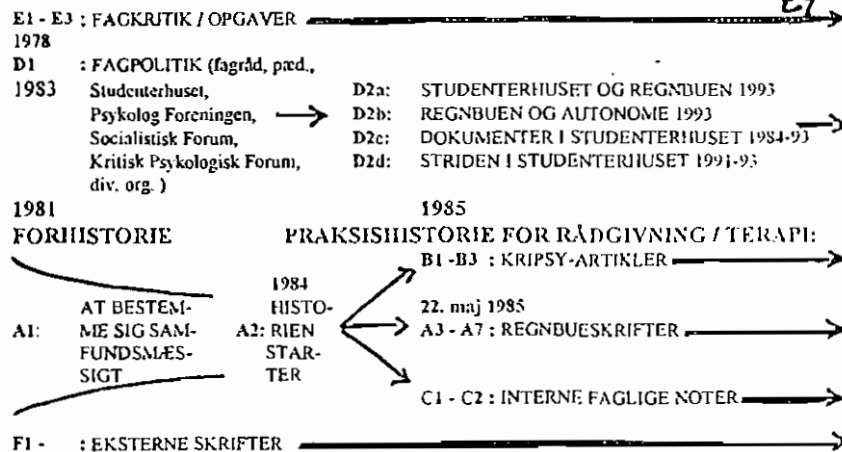 E7
E1 - E3 : FAGKRITIK / OPGAVER
1978
D1 : FAGPOLITIK (fagråd, pæd.,
1983 Studenterhuset, D2a: STUDENTERHUSET OG REGNBUEN 1993
Psykolog Foreningen, D2b: REGNBUEN OG AUTONOME 1993
Socialistisk Forum, D2c: DOKUMENTER I STUDENTERHUSET 1984-93
Kritisk Psykologisk Forum, D2d: STRIDEN I STUDENTERHUSET 1991-93
div. org. )
1981 1985
FORHISTORIE PRAKSISHISTORIE FOR RÅDGIVNING / TERAPI:
B1 -B3 : KRIPSY-ARTIKLER
1984
AT BESTEM- HISTO- 22. maj 1985
A1: ME SIG SAM- A2: RIEN A3 - A7 : REGNBUESKRIFTER
FUNDSMÆS- STAR-
SIGT TER
C1 - C2 : INTERNE FAGLIGE NOTER
F1 - : EKSTERNE SKRIFTER